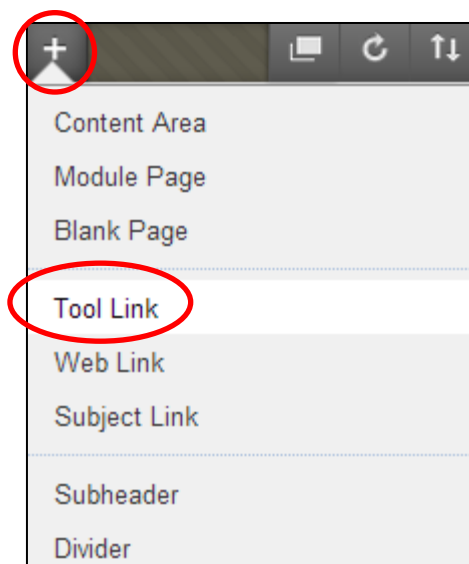 Content Area
Module Page
Blank Page
Tool Link
Web Link
Subject Link
Subheader
Divider